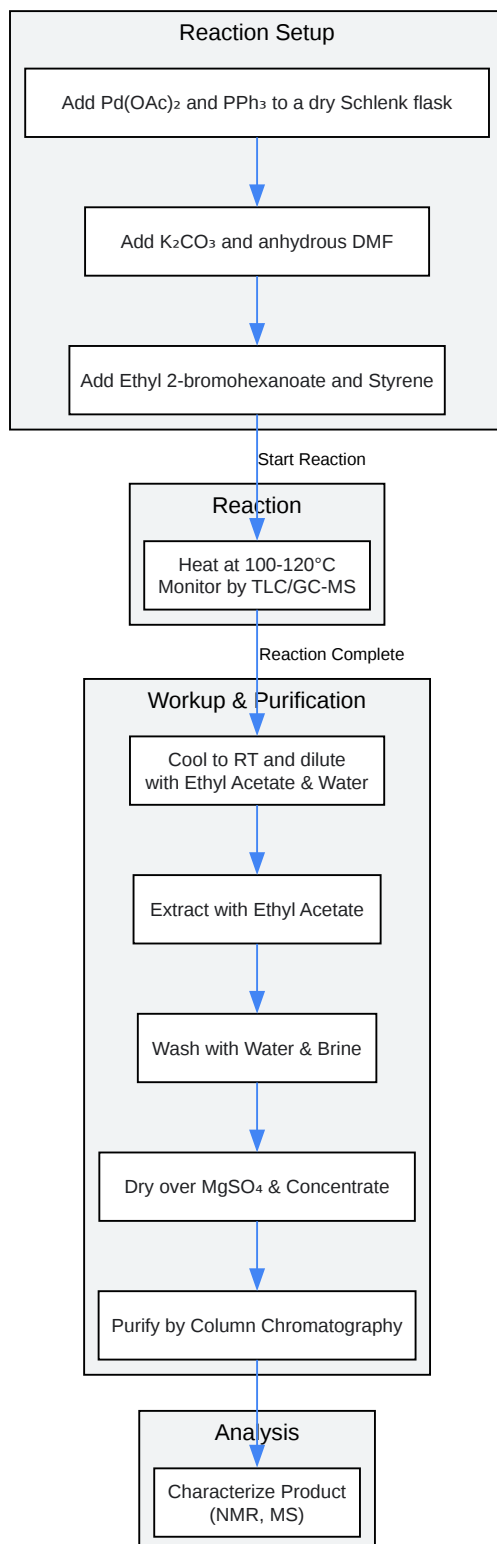 Reaction Setup
Add Pd(OAc)₂ and PPh₃ to a dry Schlenk flask
Add K₂CO₃ and anhydrous DMF
Add Ethyl 2-bromohexanoate and Styrene
Start Reaction
Reaction
Heat at 100-120°C
Monitor by TLC/GC-MS
Reaction Complete
Workup & Purification
Cool to RT and dilute
with Ethyl Acetate & Water
Extract with Ethyl Acetate
Wash with Water & Brine
Dry over MgSO₄ & Concentrate
Purify by Column Chromatography
Analysis
Characterize Product
(NMR, MS)